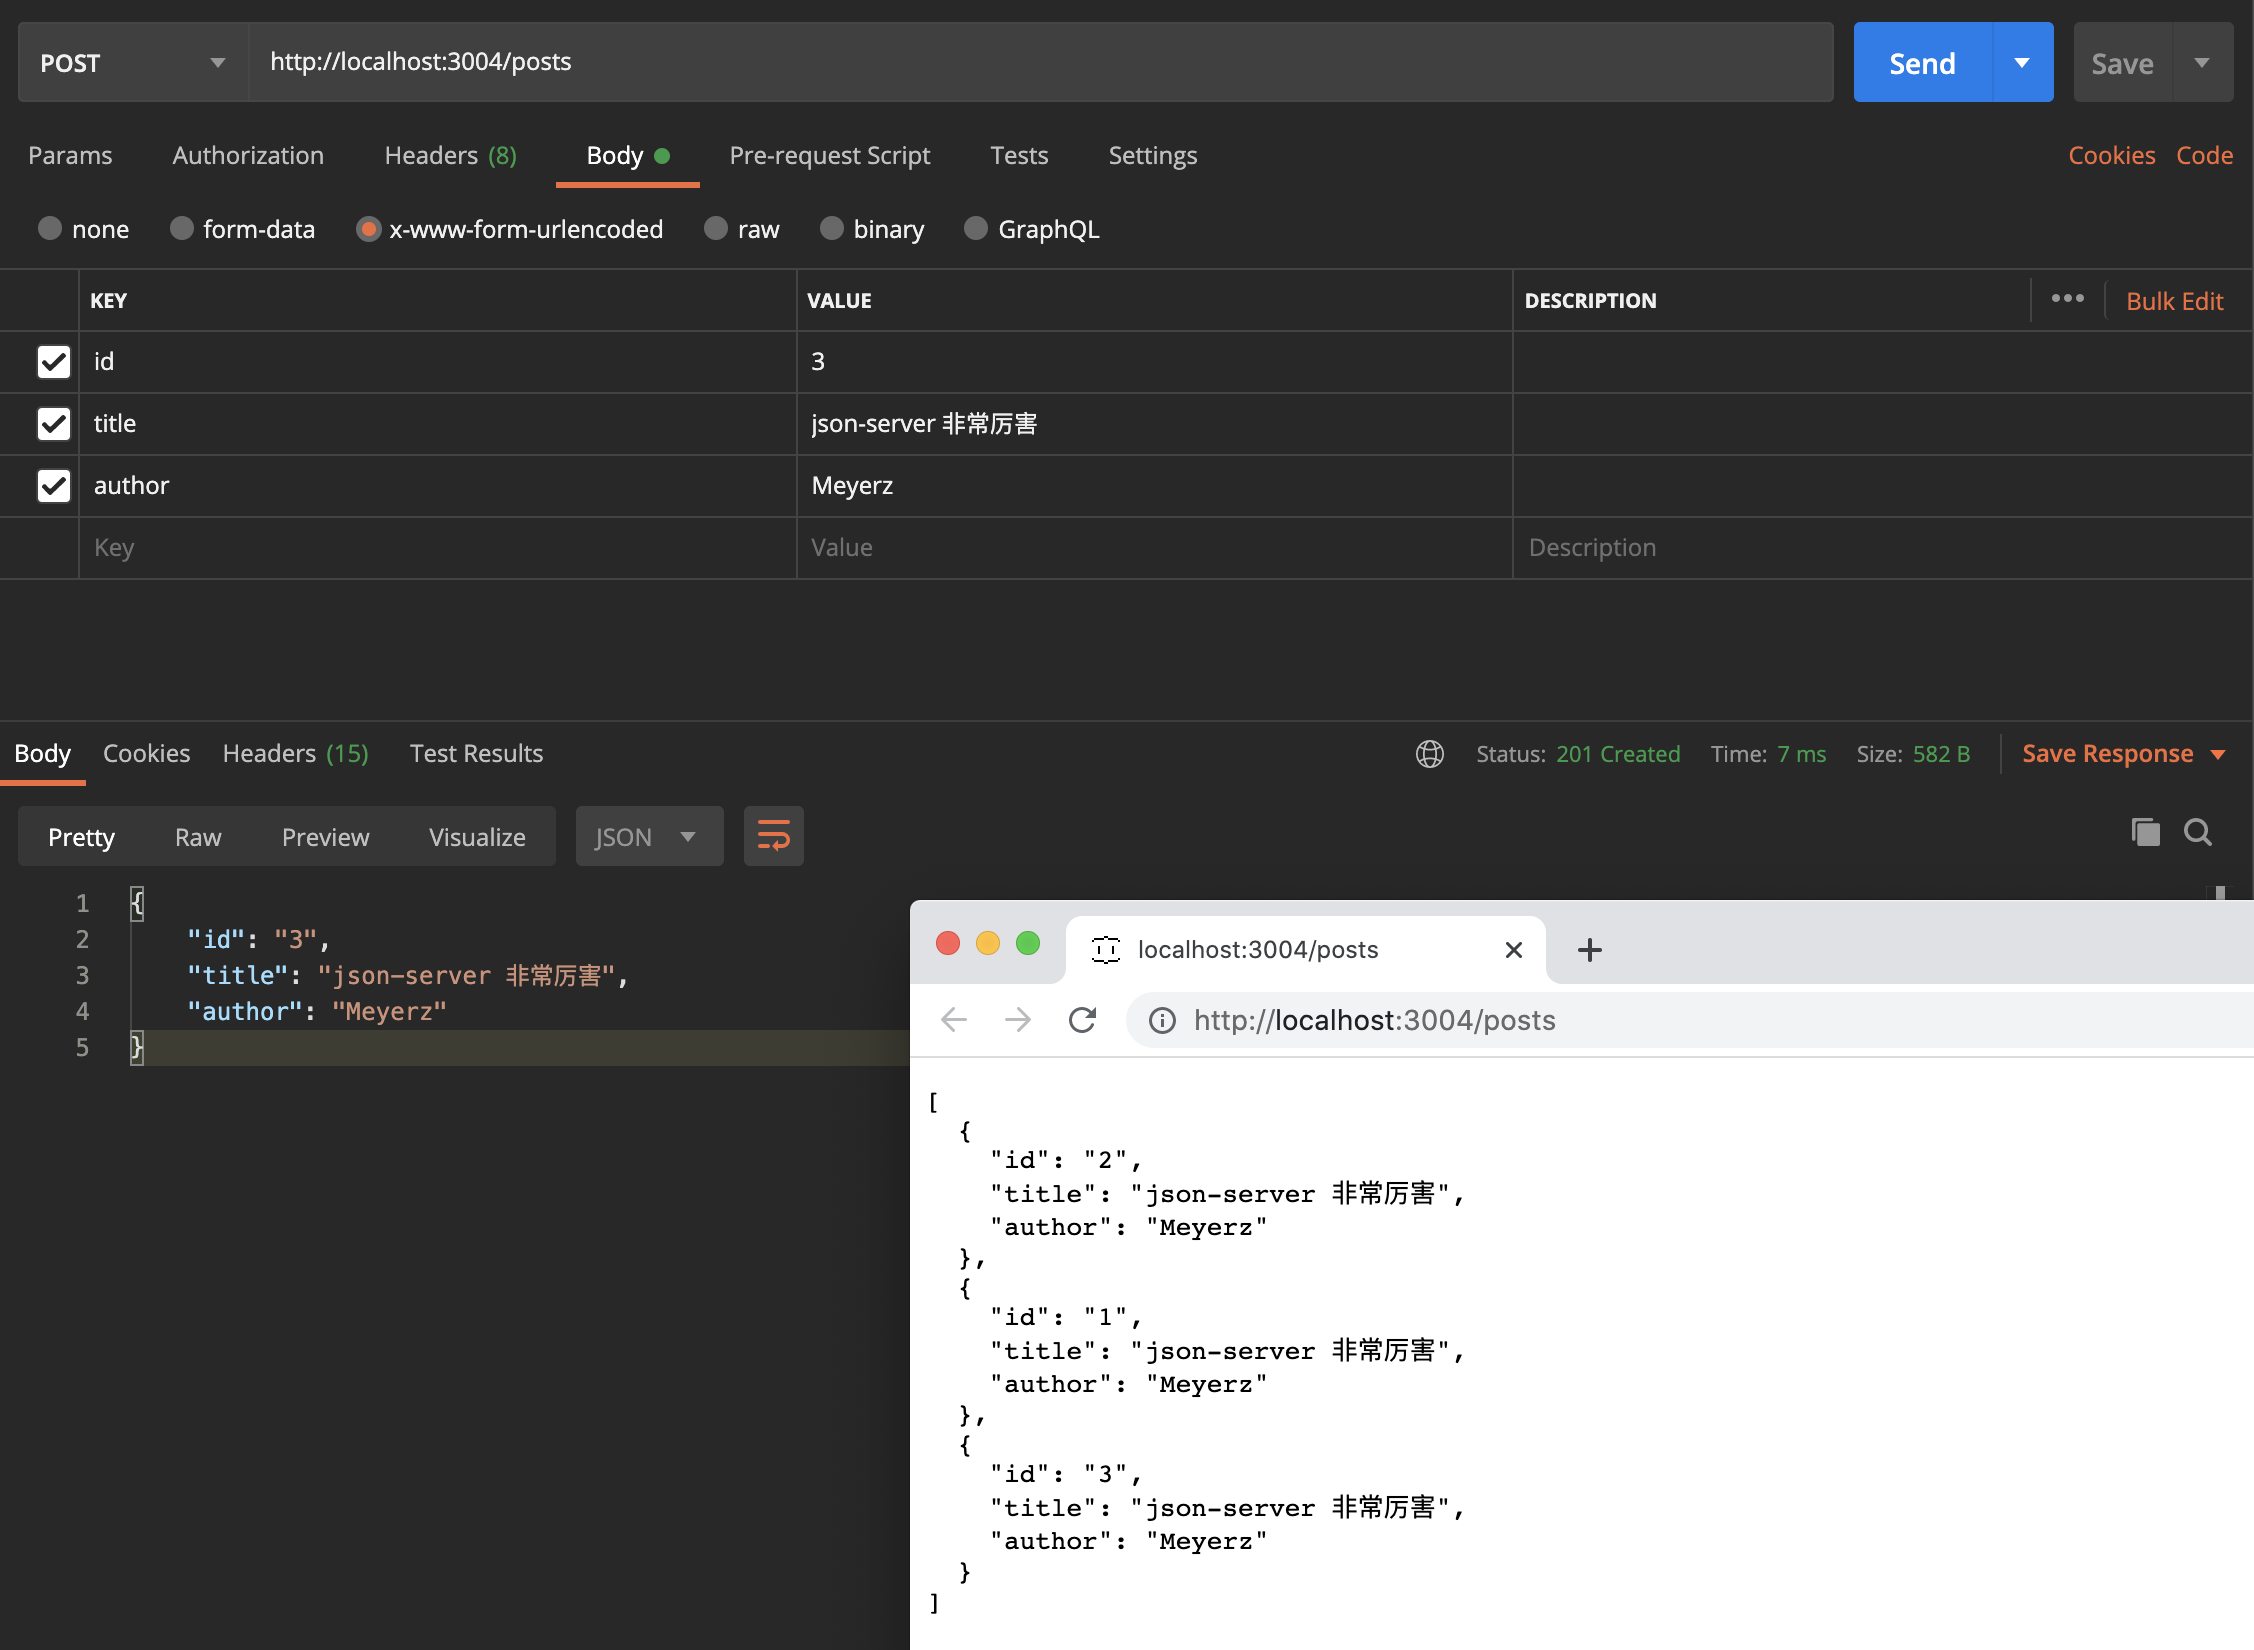 POST http://localhost:3004/posts Send Save
Params Authorization Headers (8) Body Pre-request Script Tests Settings Cookies Code
none form-data x-www-form-urlencoded raw binary GraphQL
KEY VALUE DESCRIPTION ••• Bulk Edit
id 3
title json-server 非常厉害
author Meyerz
Key Value Description
Body Cookies Headers (15) Test Results Status: 201 Created Time: 7 ms Size: 582 B Save Response
Pretty Raw Preview Visualize JSON
1 {
2 "id": "3",
3 "title": "json-server 非常厉害",
4 "author": "Meyerz"
5 }
localhost:3004/posts
http://localhost:3004/posts
[
{
"id": "2",
"title": "json-server 非常厉害",
"author": "Meyerz"
},
{
"id": "1",
"title": "json-server 非常厉害",
"author": "Meyerz"
},
{
"id": "3",
"title": "json-server 非常厉害",
"author": "Meyerz"
}
]